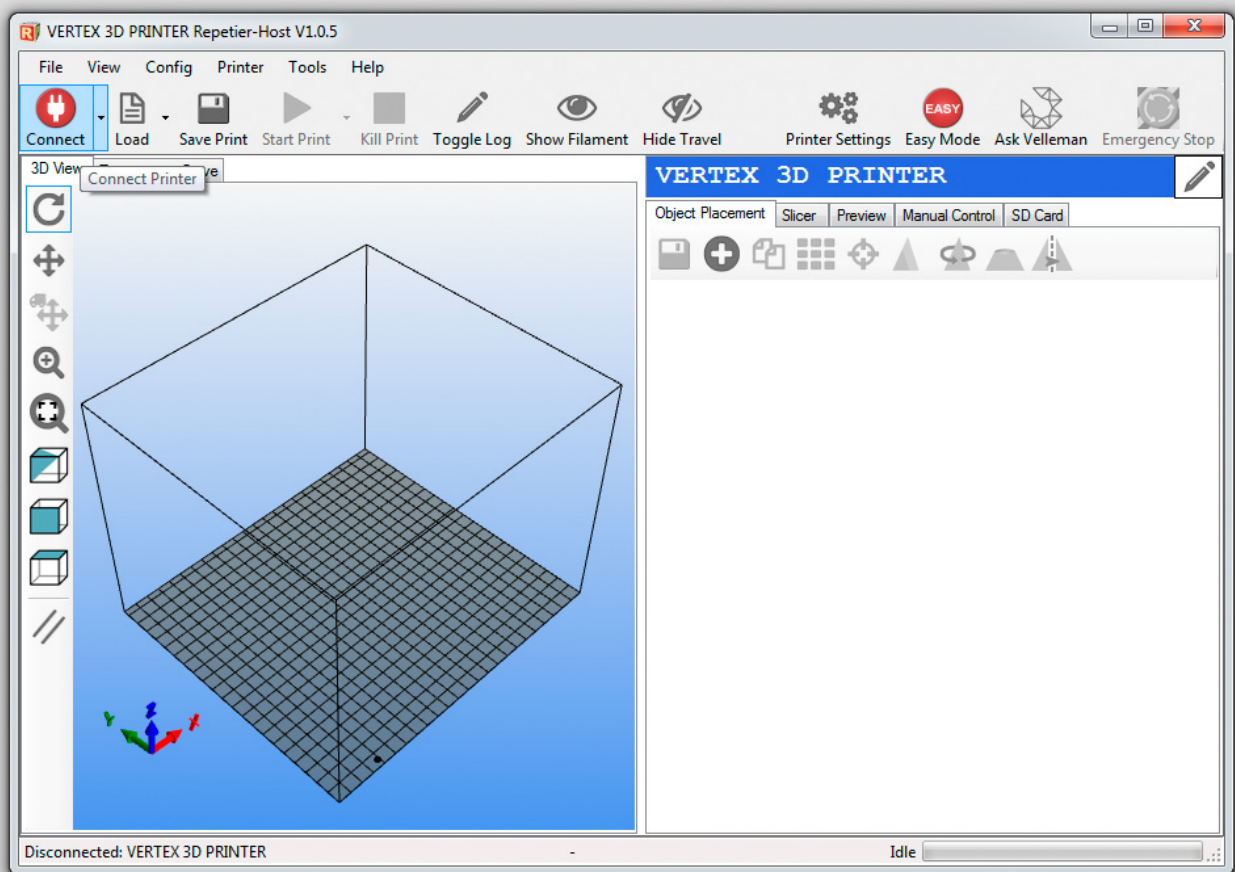 VERTEX 3D PRINTER Repetier-Host V1.0.5
File View Config Printer Tools Help
Connect Load Save Print Start Print Kill Print Toggle Log Show Filament Hide Travel Printer Settings Easy Mode Ask Velleman Emergency Stop
EASY
3D View
Connect Printer
VERTEX 3D PRINTER
Object Placement Slicer Preview Manual Control SD Card
Y Z X
Disconnected: VERTEX 3D PRINTER - Idle